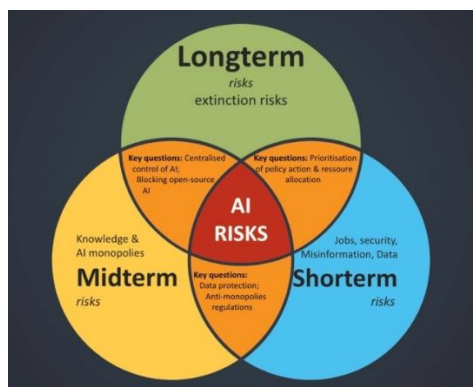 Longterm
risks
extinction risks
Key questions: Centralised
control of AI;
Blocking open-source
AI
Key questions: Prioritisation
of policy action & ressource
allocation
AI
RISKS
Knowledge &
AI monopolies
Midterm
risks
Jobs, security,
Misinformation, Data
Shorterm
risks
Key questions:
Data protection;
Anti-monopolies
regulations